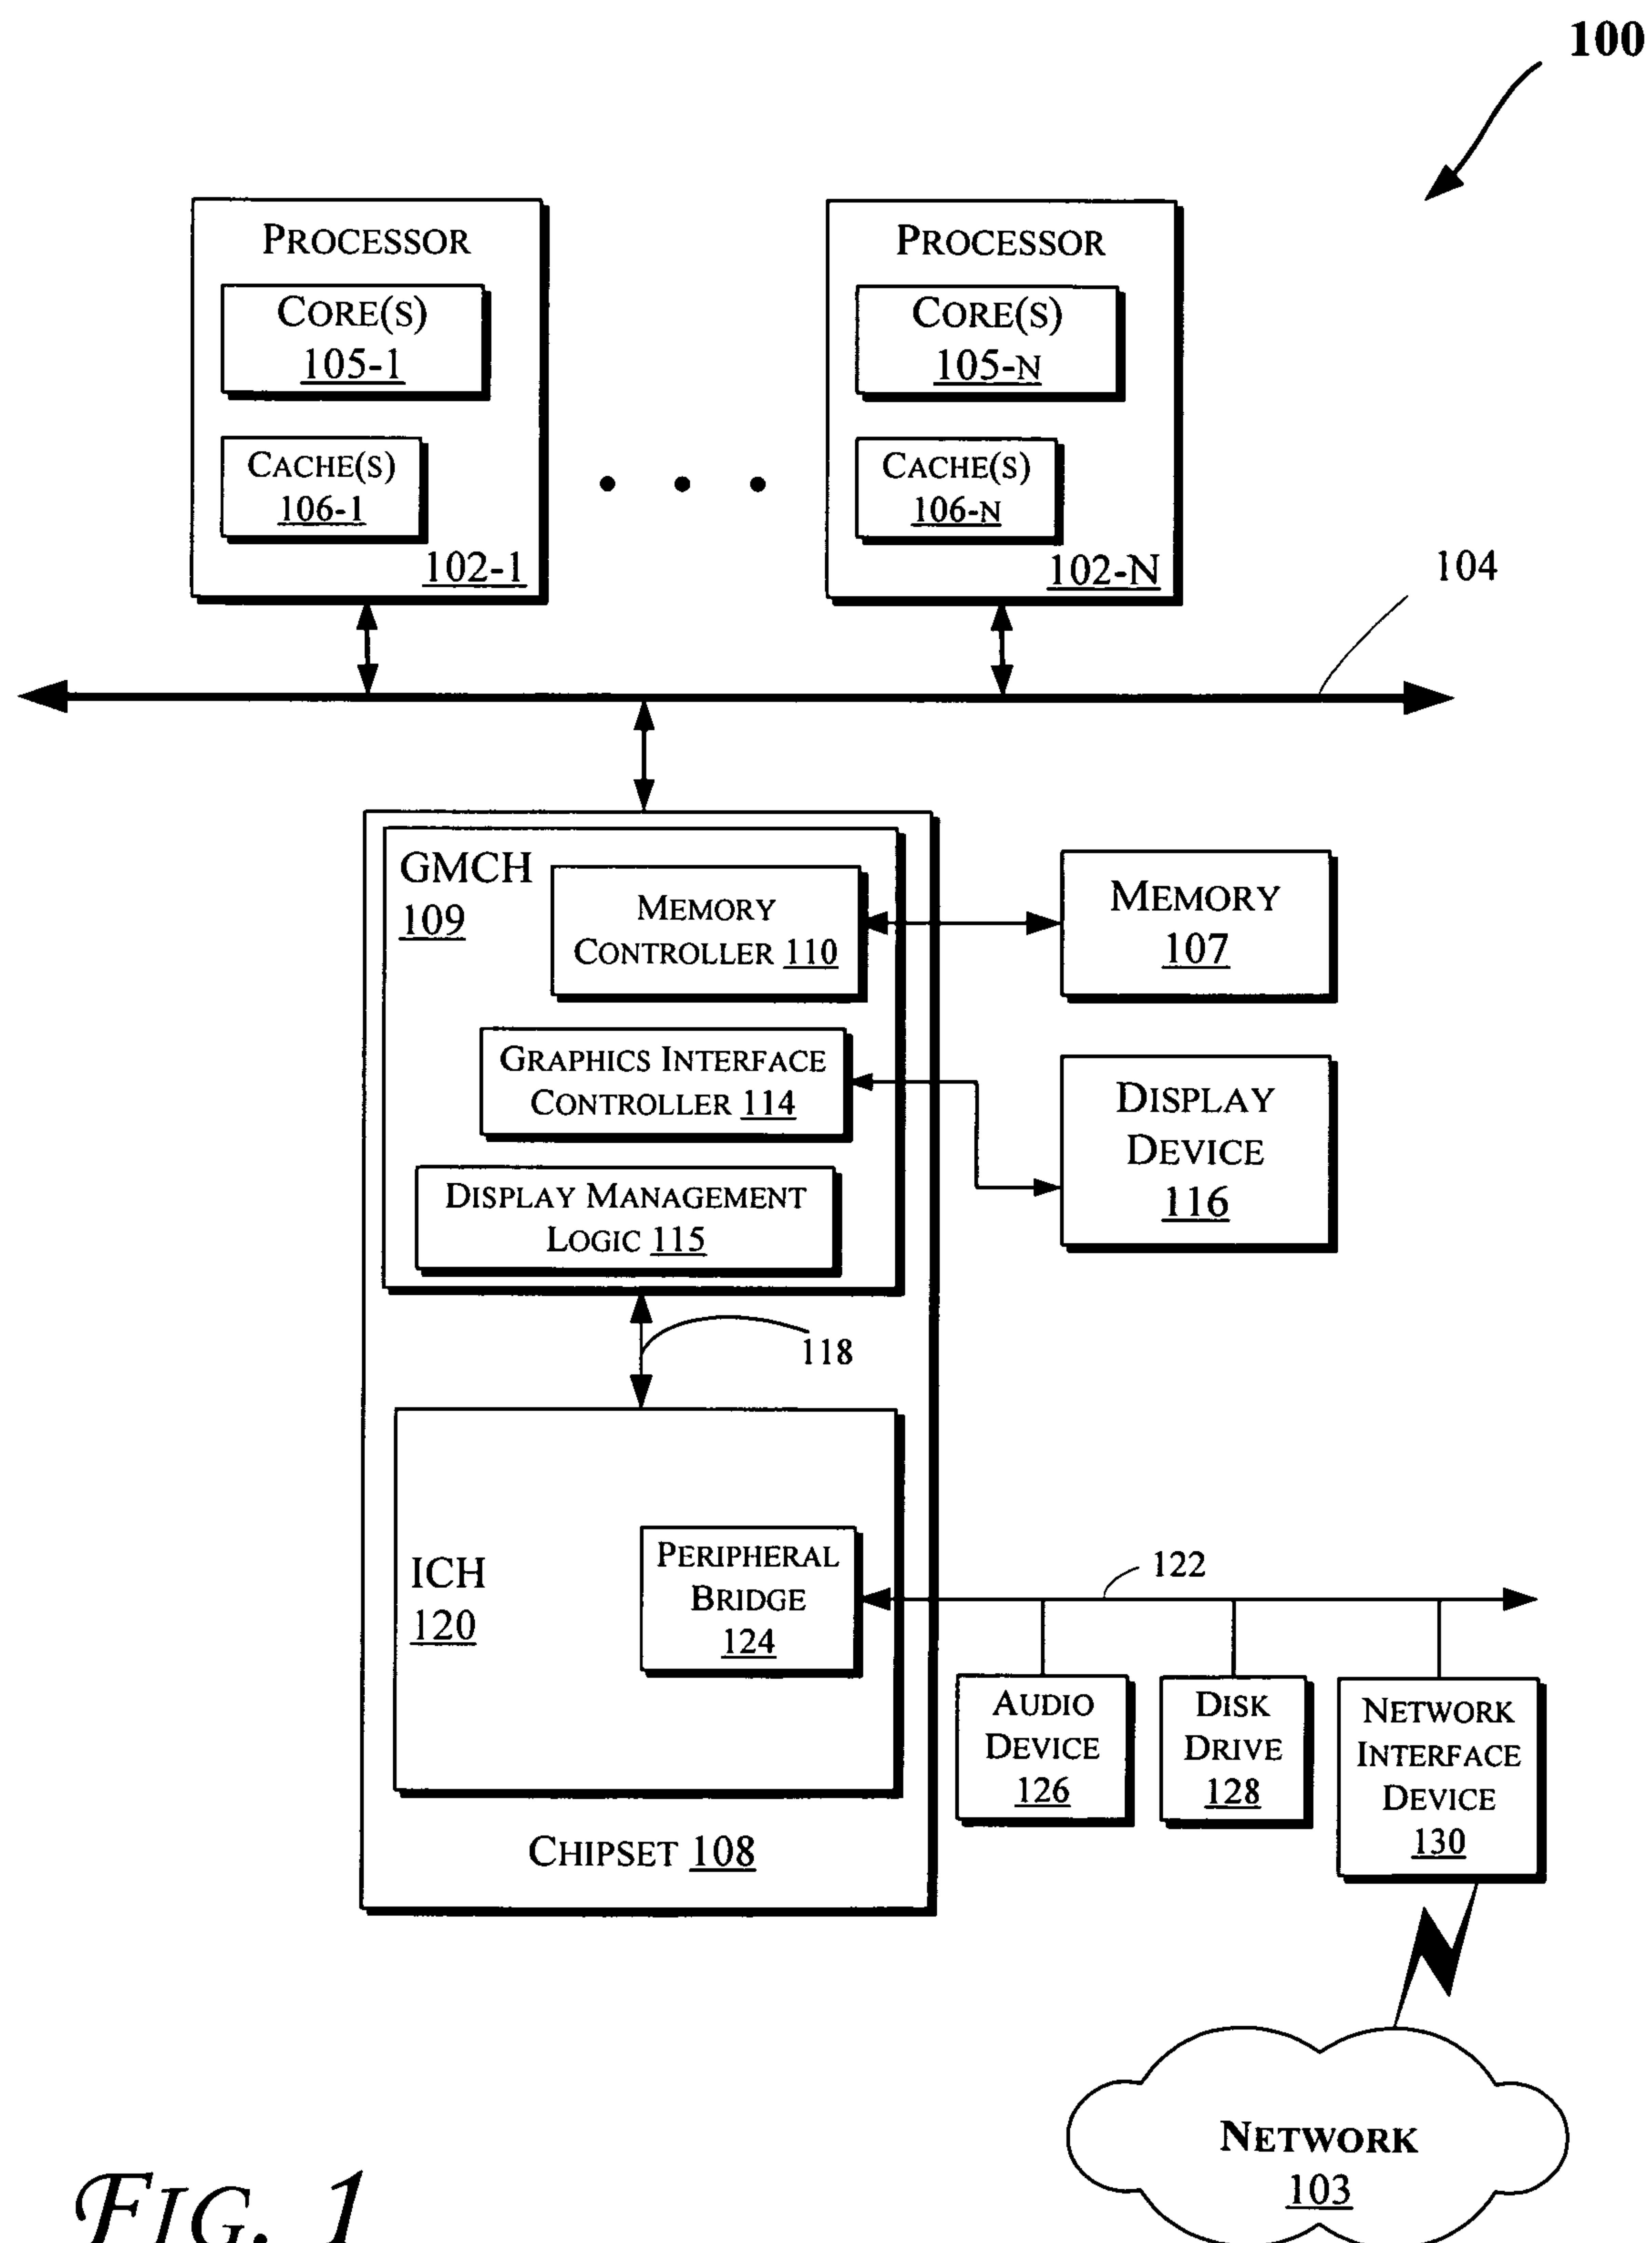 100
PROCESSOR
CORE(S)
105-1
CACHE(S)
106-1
102-1
PROCESSOR
CORE(S)
105-N
CACHE(S)
106-N
102-N
104
GMCH
109
MEMORY
CONTROLLER 110
MEMORY
107
GRAPHICS INTERFACE
CONTROLLER 114
DISPLAY
DEVICE
116
DISPLAY MANAGEMENT
LOGIC 115
118
ICH
120
PERIPHERAL
BRIDGE
124
122
AUDIO
DEVICE
126
DISK
DRIVE
128
NETWORK
INTERFACE
DEVICE
130
CHIPSET 108
NETWORK
103
FIG. 1